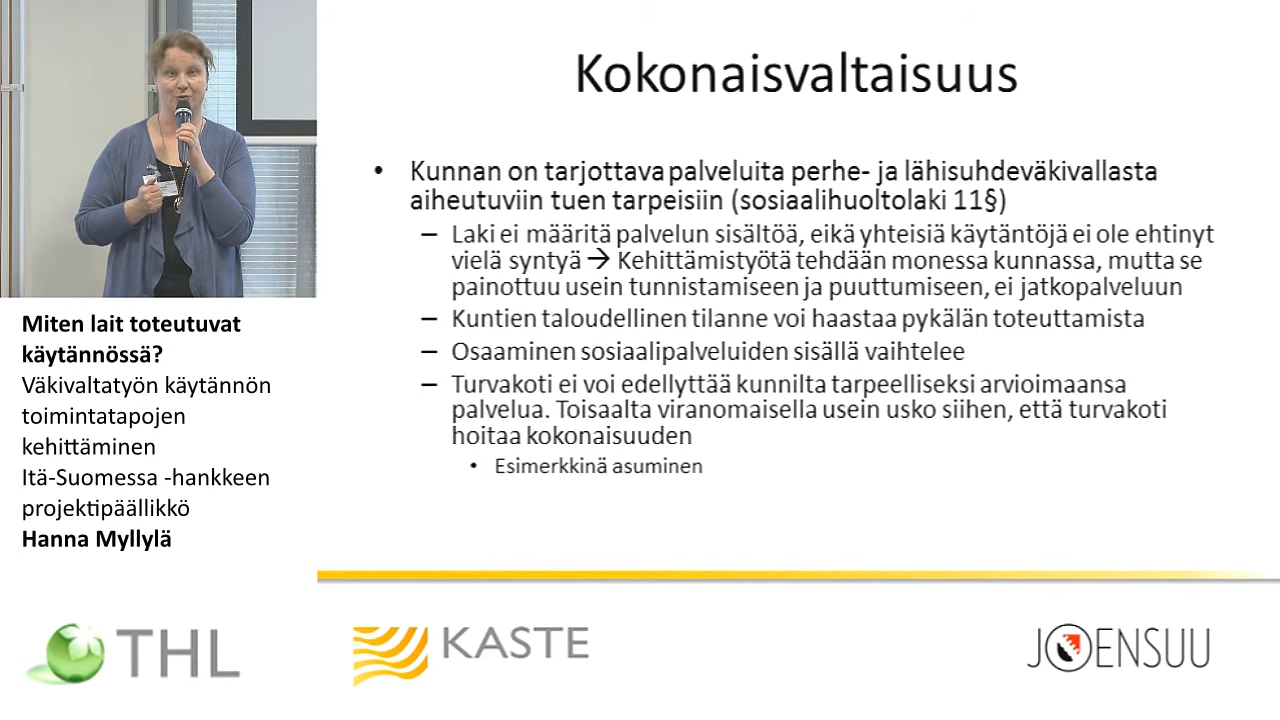 Kokonaisvaltaisuus
• Kunnan on tarjottava palveluita perhe- ja lähisuhdeväkivallasta
aiheutuviin tuen tarpeisiin (sosiaalihuoltolaki 11§)
– Laki ei määritä palvelun sisältöä, eikä yhteisiä käytäntöjä ei ole ehtinyt
vielä syntyä → Kehittämistyötä tehdään monessa kunnassa, mutta se
painottuu usein tunnistamiseen ja puuttumiseen, ei jatkopalveluun
– Kuntien taloudellinen tilanne voi haastaa pykälän toteuttamista
– Osaaminen sosiaalipalveluiden sisällä vaihtelee
– Turvakoti ei voi edellyttää kunnilta tarpeelliseksi arvioimaansa
palvelua. Toisaalta viranomaisella usein usko siihen, että turvakoti
hoitaa kokonaisuuden
• Esimerkkinä asuminen
Miten lait toteutuvat
käytännössä?
Väkivaltatyön käytännön
toimintatapojen
kehittäminen
Itä-Suomessa -hankkeen
projektipäällikkö
Hanna Myllylä
THL
KASTE
JOENSUU